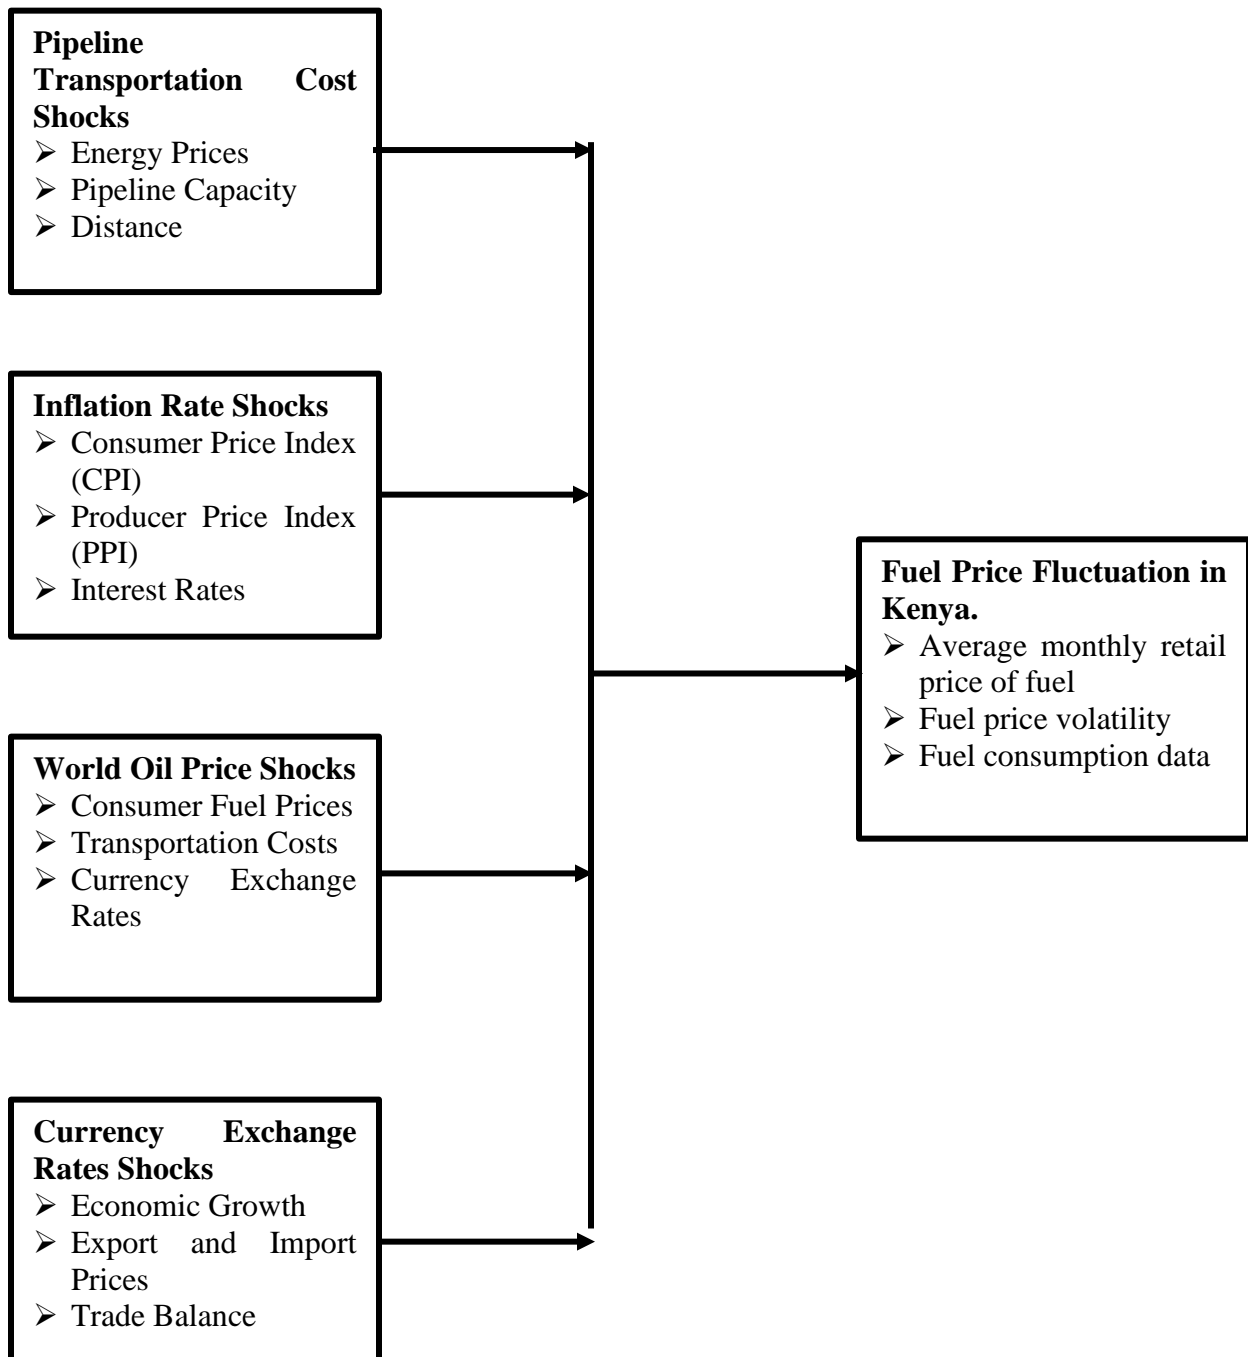 Pipeline
Transportation Cost
Shocks
➢ Energy Prices
➢ Pipeline Capacity
➢ Distance
Inflation Rate Shocks
➢ Consumer Price Index
(CPI)
➢ Producer Price Index
(PPI)
➢ Interest Rates
World Oil Price Shocks
➢ Consumer Fuel Prices
➢ Transportation Costs
➢ Currency Exchange
Rates
Currency Exchange
Rates Shocks
➢ Economic Growth
➢ Export and Import
Prices
➢ Trade Balance
Fuel Price Fluctuation in
Kenya.
➢ Average monthly retail
price of fuel
➢ Fuel price volatility
➢ Fuel consumption data